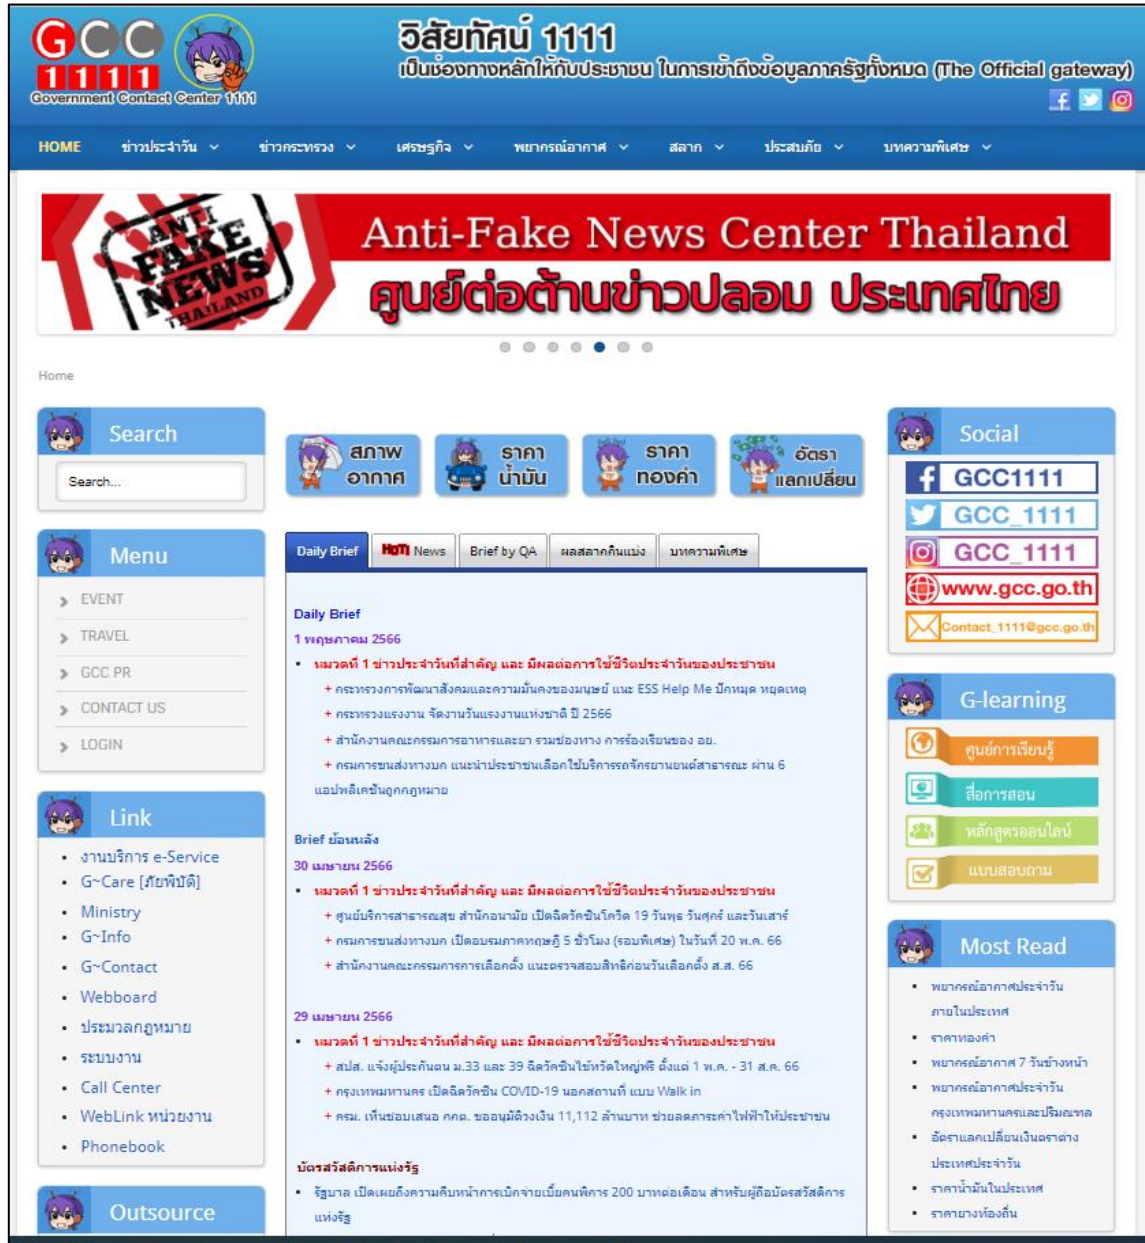 GCC
1111
Government Contact Center 1111
วิสัยทัศน์ 1111
เป็นช่องทางหลักให้กับประชาชน ในการเข้าถึงข้อมูลภาครัฐทั้งหมด (The Official gateway)
HOME ข่าวประจำวัน ข่าวกระทรวง เศรษฐกิจ พยากรณ์อากาศ สลาก ประสบภัย บทความพิเศษ
ANTI
FAKE
NEWS
THAILAND
Anti-Fake News Center Thailand
ศูนย์ต่อต้านข่าวปลอม ประเทศไทย
Home
Search
Search...
Menu
EVENT
TRAVEL
GCC PR
CONTACT US
LOGIN
Link
งานบริการ e-Service
G~Care [ภัยพิบัติ]
Ministry
G~Info
G~Contact
Webboard
ประมวลกฎหมาย
ระบบงาน
Call Center
WebLink หน่วยงาน
Phonebook
Outsource
สภาพ
อากาศ
ราคา
น้ำมัน
ราคา
ทองคำ
อัตรา
แลกเปลี่ยน
Daily Brief HOT! News Brief by QA ผลสลากกินแบ่ง บทความพิเศษ
Daily Brief
1 พฤษภาคม 2566
หมวดที่ 1 ข่าวประจำวันที่สำคัญ และ มีผลต่อการใช้ชีวิตประจำวันของประชาชน
+ กระทรวงการพัฒนาสังคมและความมั่นคงของมนุษย์ แนะ ESS Help Me ปักหมุด หยุดเหตุ
+ กระทรวงแรงงาน จัดงานวันแรงงานแห่งชาติ ปี 2566
+ สำนักงานคณะกรรมการอาหารและยา รวมช่องทาง การร้องเรียนของ อย.
+ กรมการขนส่งทางบก แนะนำประชาชนเลือกใช้บริการรถจักรยานยนต์สาธารณะ ผ่าน 6
แอปพลิเคชันถูกกฎหมาย
Brief ย้อนหลัง
30 เมษายน 2566
หมวดที่ 1 ข่าวประจำวันที่สำคัญ และ มีผลต่อการใช้ชีวิตประจำวันของประชาชน
+ ศูนย์บริการสาธารณสุข สำนักอนามัย เปิดฉีดวัคซีนโควิด 19 วันพุธ วันศุกร์ และวันเสาร์
+ กรมการขนส่งทางบก เปิดอบรมภาคทฤษฎี 5 ชั่วโมง (รอบพิเศษ) ในวันที่ 20 พ.ค. 66
+ สำนักงานคณะกรรมการการเลือกตั้ง แนะตรวจสอบสิทธิก่อนวันเลือกตั้ง ส.ส. 66
29 เมษายน 2566
หมวดที่ 1 ข่าวประจำวันที่สำคัญ และ มีผลต่อการใช้ชีวิตประจำวันของประชาชน
+ สปส. แจ้งผู้ประกันตน ม.33 และ 39 ฉีดวัคซีนไข้หวัดใหญ่ฟรี ตั้งแต่ 1 พ.ค. - 31 ส.ค. 66
+ กรุงเทพมหานคร เปิดฉีดวัคซีน COVID-19 นอกสถานที่ แบบ Walk in
+ ครม. เห็นชอบเสนอ กกต. ขออนุมัติวงเงิน 11,112 ล้านบาท ช่วยลดภาระค่าไฟฟ้าให้ประชาชน
บัตรสวัสดิการแห่งรัฐ
รัฐบาล เปิดเผยถึงความคืบหน้าการเบิกจ่ายเบี้ยคนพิการ 200 บาทต่อเดือน สำหรับผู้ถือบัตรสวัสดิการ
แห่งรัฐ
Social
GCC1111
GCC_1111
GCC_1111
www.gcc.go.th
Contact_1111@gcc.go.th
G-learning
ศูนย์การเรียนรู้
สื่อการสอน
หลักสูตรออนไลน์
แบบสอบถาม
Most Read
พยากรณ์อากาศประจำวัน
ภายในประเทศ
ราคาทองคำ
พยากรณ์อากาศ 7 วันข้างหน้า
พยากรณ์อากาศประจำวัน
กรุงเทพมหานครและปริมณฑล
อัตราแลกเปลี่ยนเงินตราต่าง
ประเทศประจำวัน
ราคาน้ำมันในประเทศ
ราคายางท้องถิ่น